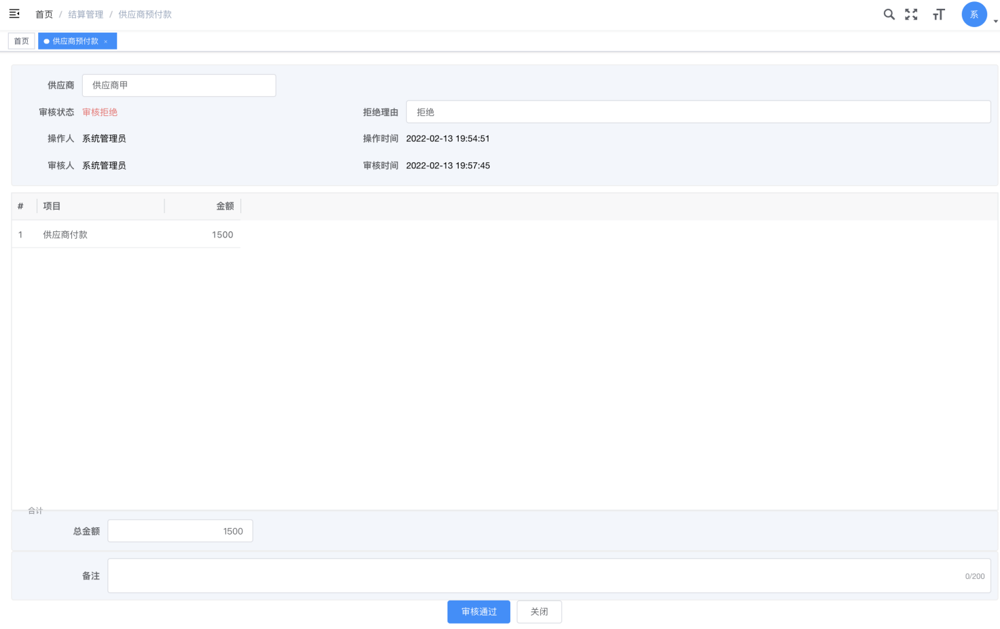 首页 / 结算管理 / 供应商预付款
系
首页
供应商预付款 ×
供应商 供应商甲
审核状态 审核拒绝 拒绝理由 拒绝
操作人 系统管理员 操作时间 2022-02-13 19:54:51
审核人 系统管理员 审核时间 2022-02-13 19:57:45
# 项目 金额
1 供应商付款 1500
合计
总金额 1500
备注 0/200
审核通过 关闭